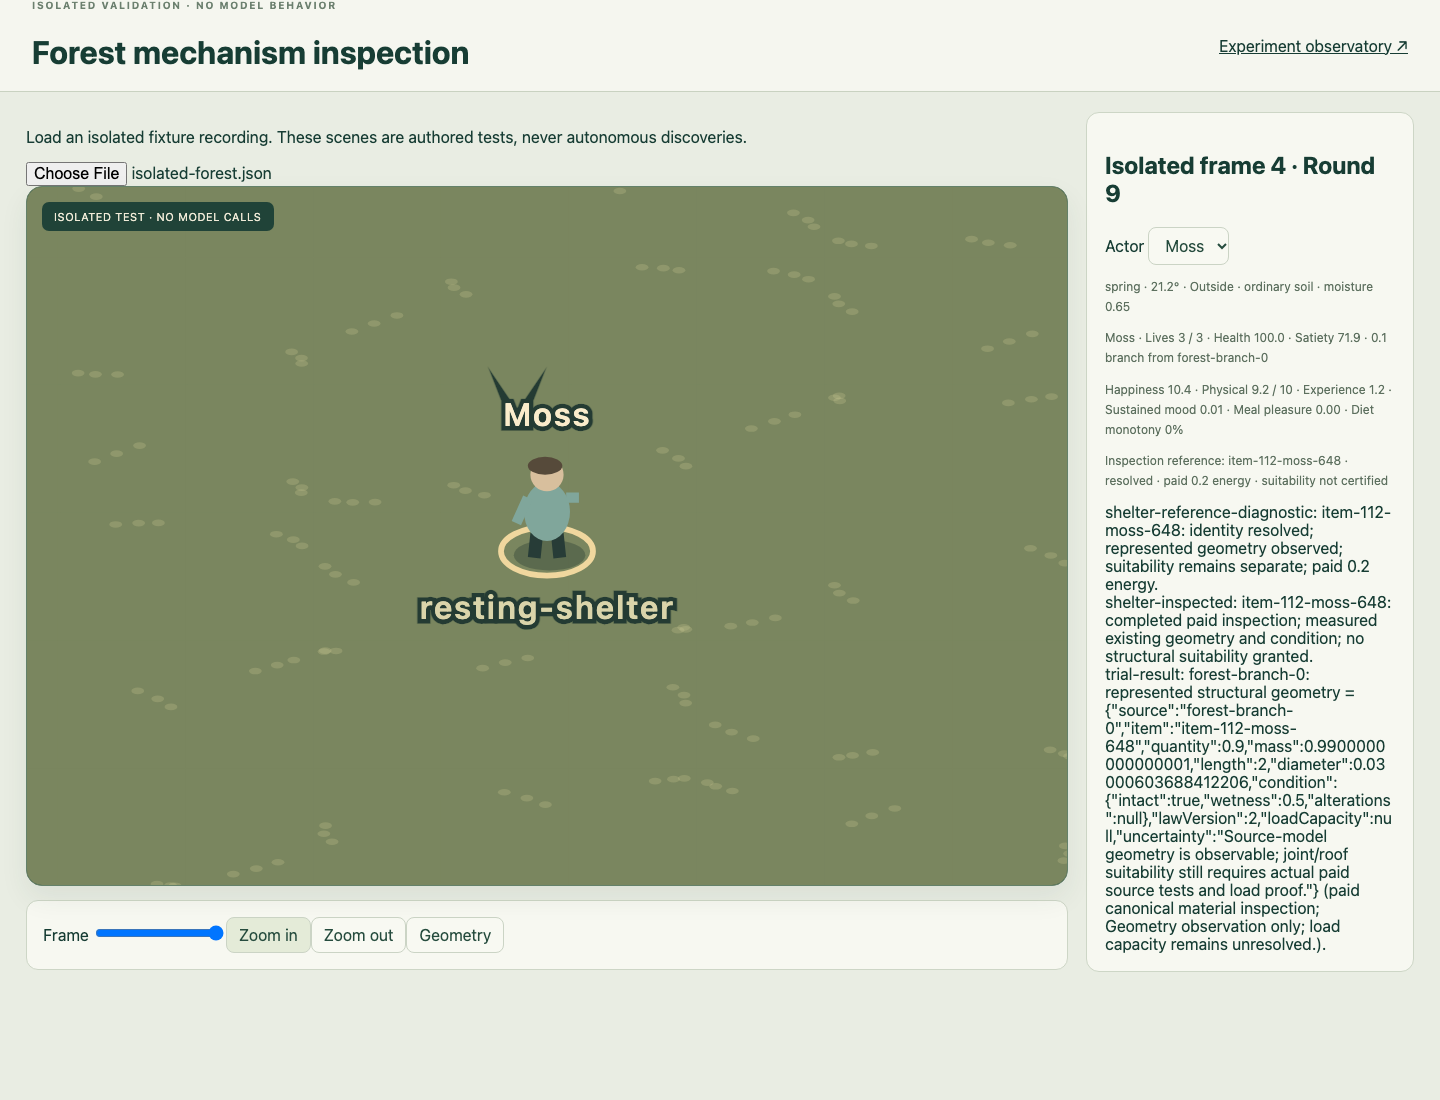 ISOLATED VALIDATION · NO MODEL BEHAVIOR
Forest mechanism inspection
Experiment observatory ↗
Load an isolated fixture recording. These scenes are authored tests, never autonomous discoveries.
Choose File isolated-forest.json
ISOLATED TEST · NO MODEL CALLS
Moss
resting-shelter
Frame
Zoom in
Zoom out
Geometry
Isolated frame 4 · Round
9
Actor Moss
spring · 21.2° · Outside · ordinary soil · moisture
0.65
Moss · Lives 3 / 3 · Health 100.0 · Satiety 71.9 · 0.1
branch from forest-branch-0
Happiness 10.4 · Physical 9.2 / 10 · Experience 1.2 ·
Sustained mood 0.01 · Meal pleasure 0.00 · Diet
monotony 0%
Inspection reference: item-112-moss-648 ·
resolved · paid 0.2 energy · suitability not certified
shelter-reference-diagnostic: item-112-
moss-648: identity resolved;
represented geometry observed;
suitability remains separate; paid 0.2
energy.
shelter-inspected: item-112-moss-648:
completed paid inspection; measured
existing geometry and condition; no
structural suitability granted.
trial-result: forest-branch-0:
represented structural geometry =
{"source":"forest-branch-
0","item":"item-112-moss-
648","quantity":0.9,"mass":0.9900000
000000001,"length":2,"diameter":0.03
000603688412206,"condition":
{"intact":true,"wetness":0.5,"alterations
":null},"lawVersion":2,"loadCapacity":nu
ll,"uncertainty":"Source-model
geometry is observable; joint/roof
suitability still requires actual paid
source tests and load proof."} (paid
canonical material inspection;
Geometry observation only; load
capacity remains unresolved.).